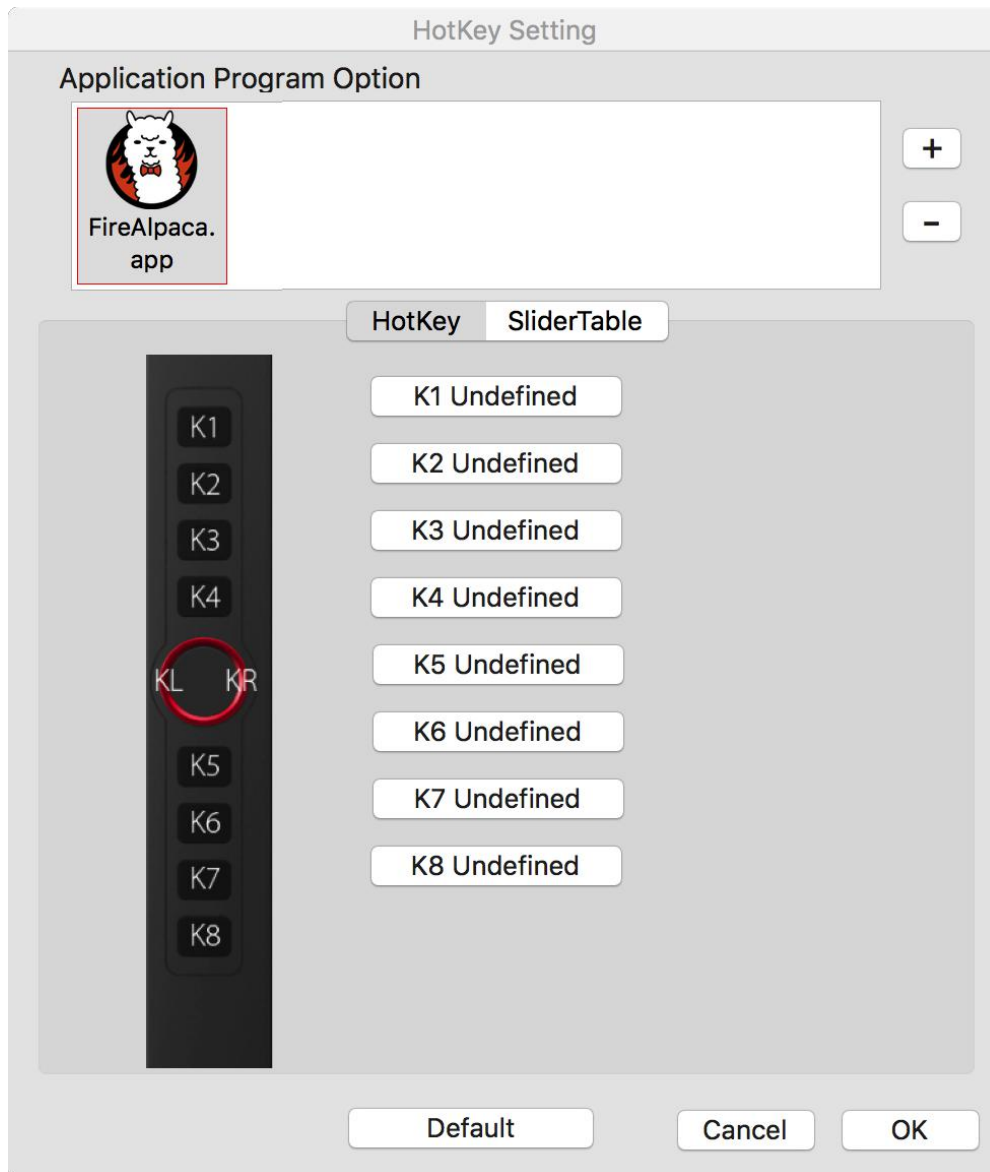 HotKey Setting
Application Program Option
FireAlpaca.
app
+
-
HotKey SliderTable
K1
K2
K3
K4
KL KR
K5
K6
K7
K8
K1 Undefined
K2 Undefined
K3 Undefined
K4 Undefined
K5 Undefined
K6 Undefined
K7 Undefined
K8 Undefined
Default Cancel OK